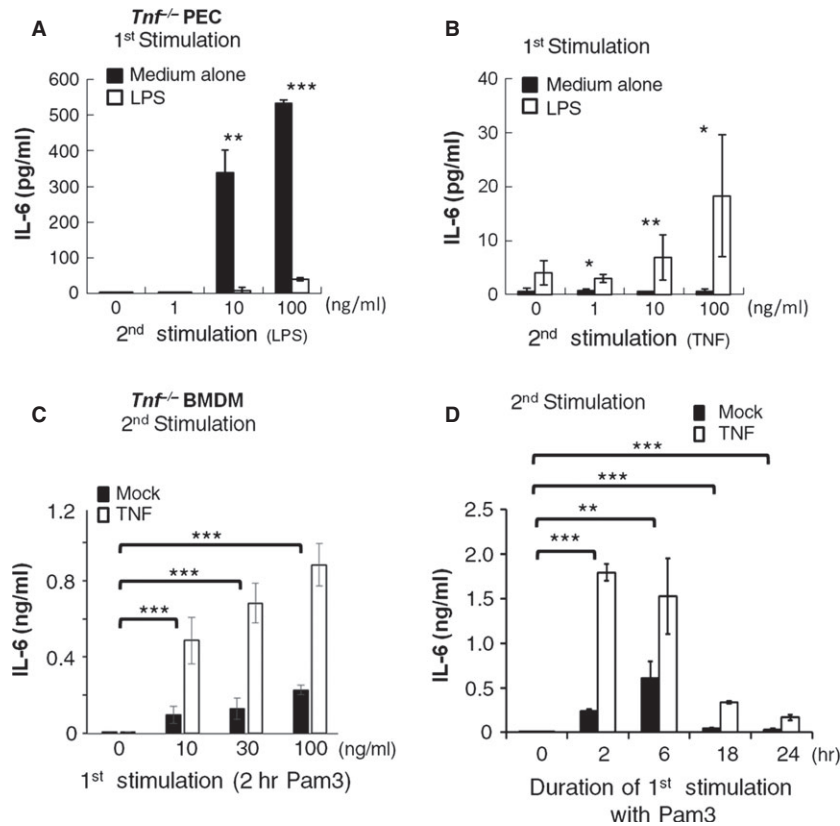 A
Tnf-/- PEC
1st Stimulation
Medium alone
LPS
600
500
400
300
200
100
0
IL-6 (pg/ml)
**
***
0 1 10 100 (ng/ml)
2nd stimulation (LPS)
B
1st Stimulation
Medium alone
LPS
40
30
20
10
0
IL-6 (pg/ml)
*
**
*
0 1 10 100 (ng/ml)
2nd stimulation (TNF)
C
Tnf-/- BMDM
2nd Stimulation
Mock
TNF
1.2
0.8
0.4
0
IL-6 (ng/ml)
***
***
***
0 10 30 100 (ng/ml)
1st stimulation (2 hr Pam3)
D
2nd Stimulation
Mock
TNF
***
***
**
***
2.5
2.0
1.5
1.0
0.5
0
IL-6 (ng/ml)
0 2 6 18 24 (hr)
Duration of 1st stimulation
with Pam3